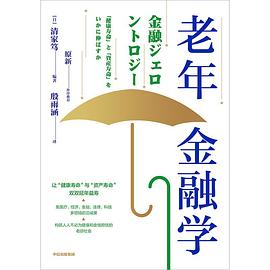 老年
金融学
金融ジェロ
ントロジー
「健康寿命」と「資産寿命」を
いかに伸ばすか
[日] 清家笃 编著
原新
殷雨涵 译
让“健康寿命”与“资产寿命”
双双延年益寿
中信出版集团